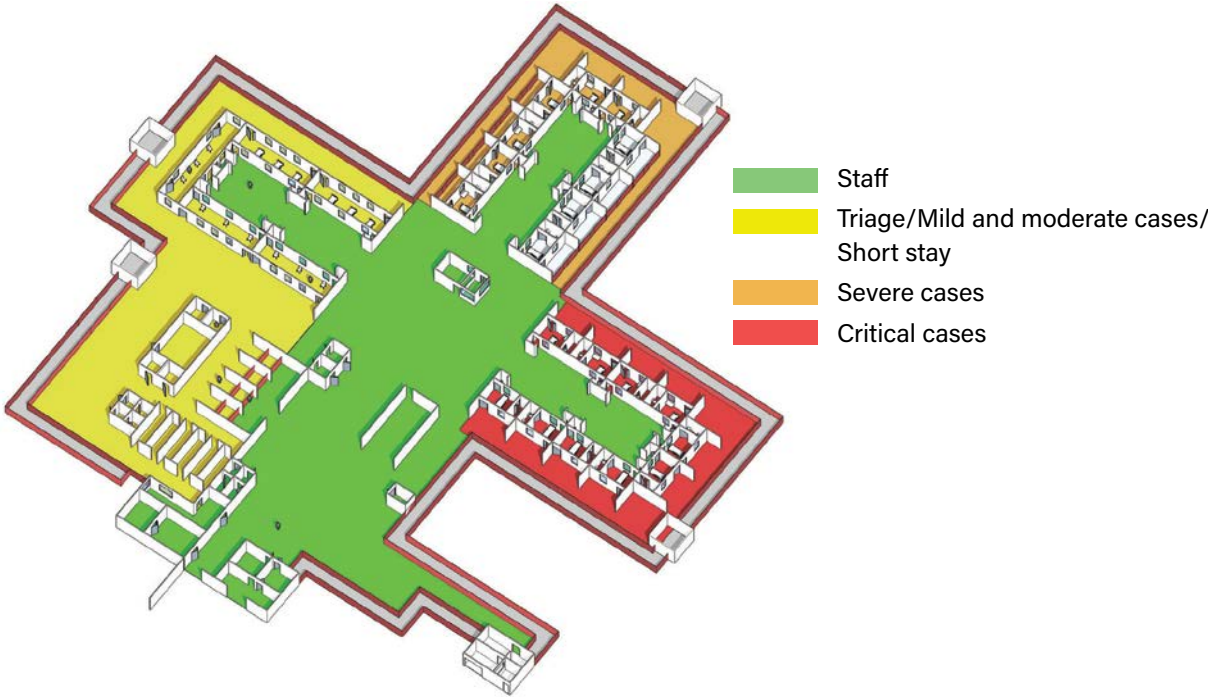 Staff
Triage/Mild and moderate cases/
Short stay
Severe cases
Critical cases